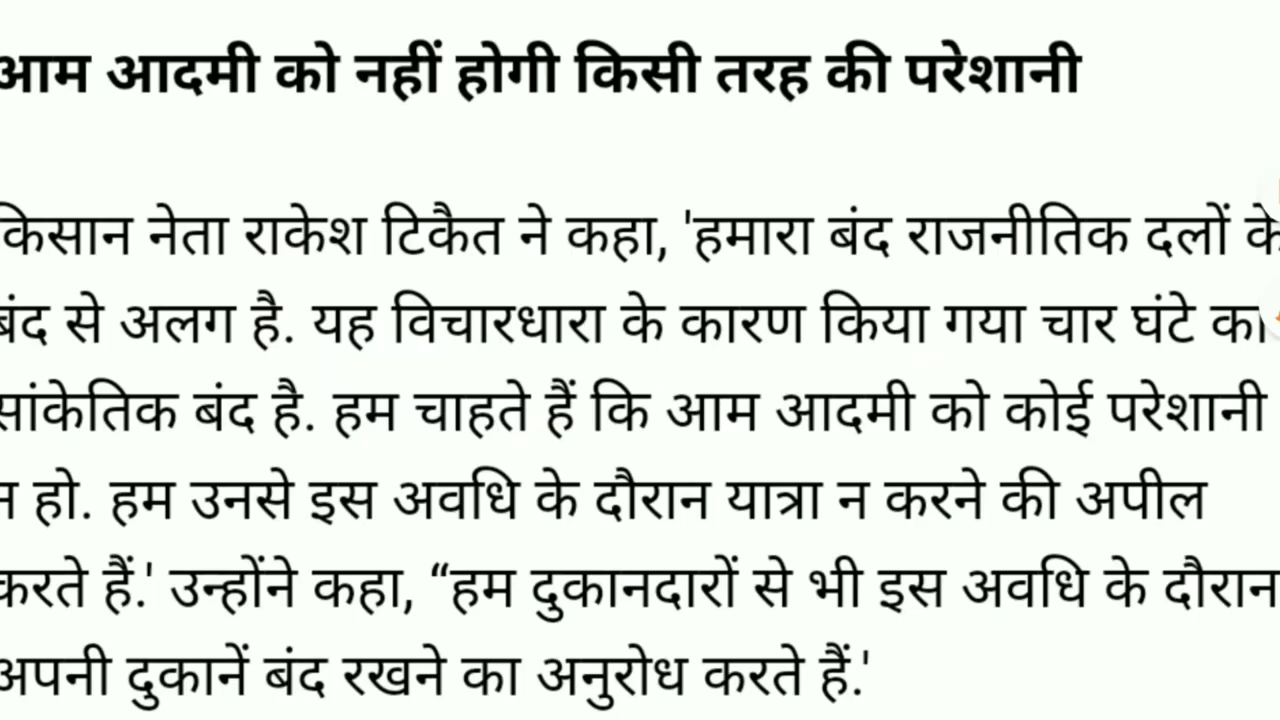 आम आदमी को नहीं होगी किसी तरह की परेशानी
किसान नेता राकेश टिकैत ने कहा, 'हमारा बंद राजनीतिक दलों के
बंद से अलग है. यह विचारधारा के कारण किया गया चार घंटे का
सांकेतिक बंद है. हम चाहते हैं कि आम आदमी को कोई परेशानी
न हो. हम उनसे इस अवधि के दौरान यात्रा न करने की अपील
करते हैं.' उन्होंने कहा, “हम दुकानदारों से भी इस अवधि के दौरान
अपनी दुकानें बंद रखने का अनुरोध करते हैं.'